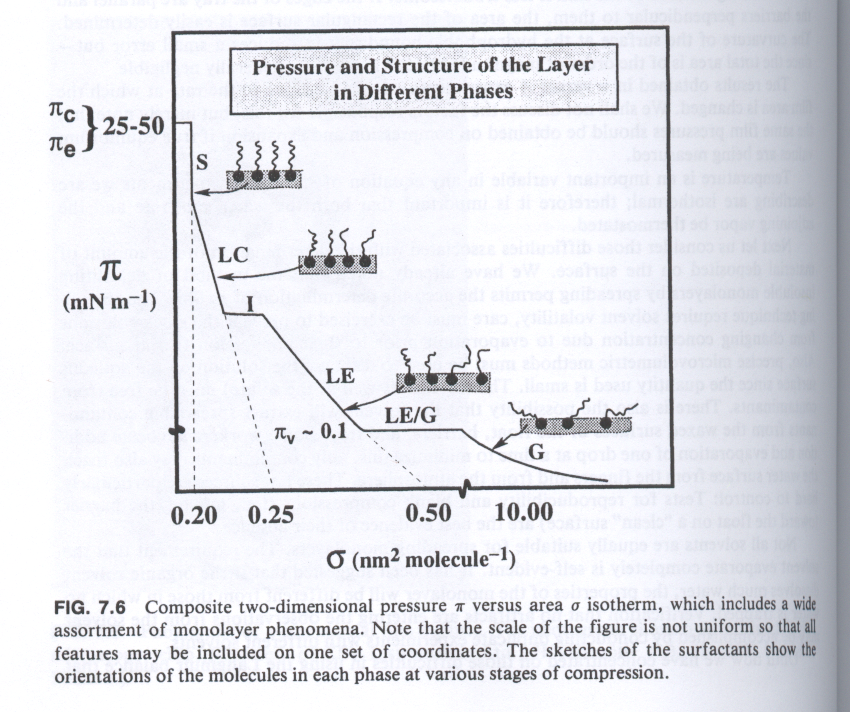 Pressure and Structure of the Layer
in Different Phases
πc
πe } 25-50
S
LC
π
(mN m−1)
I
LE
LE/G
πv ~ 0.1
G
0.20 0.25 0.50 10.00
σ (nm2 molecule−1)
FIG. 7.6 Composite two-dimensional pressure π versus area σ isotherm, which includes a wide
assortment of monolayer phenomena. Note that the scale of the figure is not uniform so that all
features may be included on one set of coordinates. The sketches of the surfactants show the
orientations of the molecules in each phase at various stages of compression.